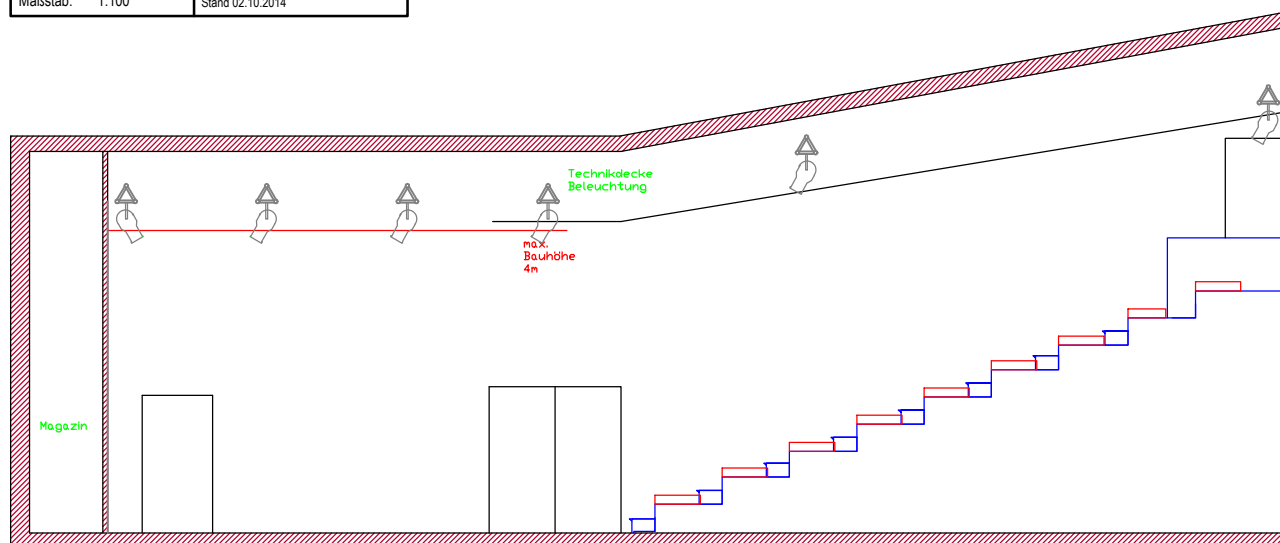 Maßstab: 1:100
Stand 02.10.2014
Technikdecke
Beleuchtung
max.
Bauhöhe
4m
Magazin